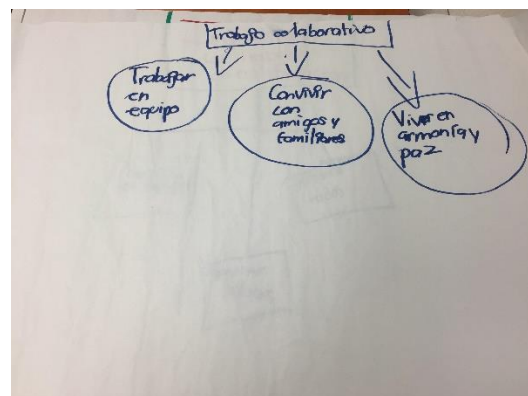 Trabajo colaborativo
Trabajar
en
equipo
Convivir
con
amigos y
familiares
Vivir en
armonía y
paz